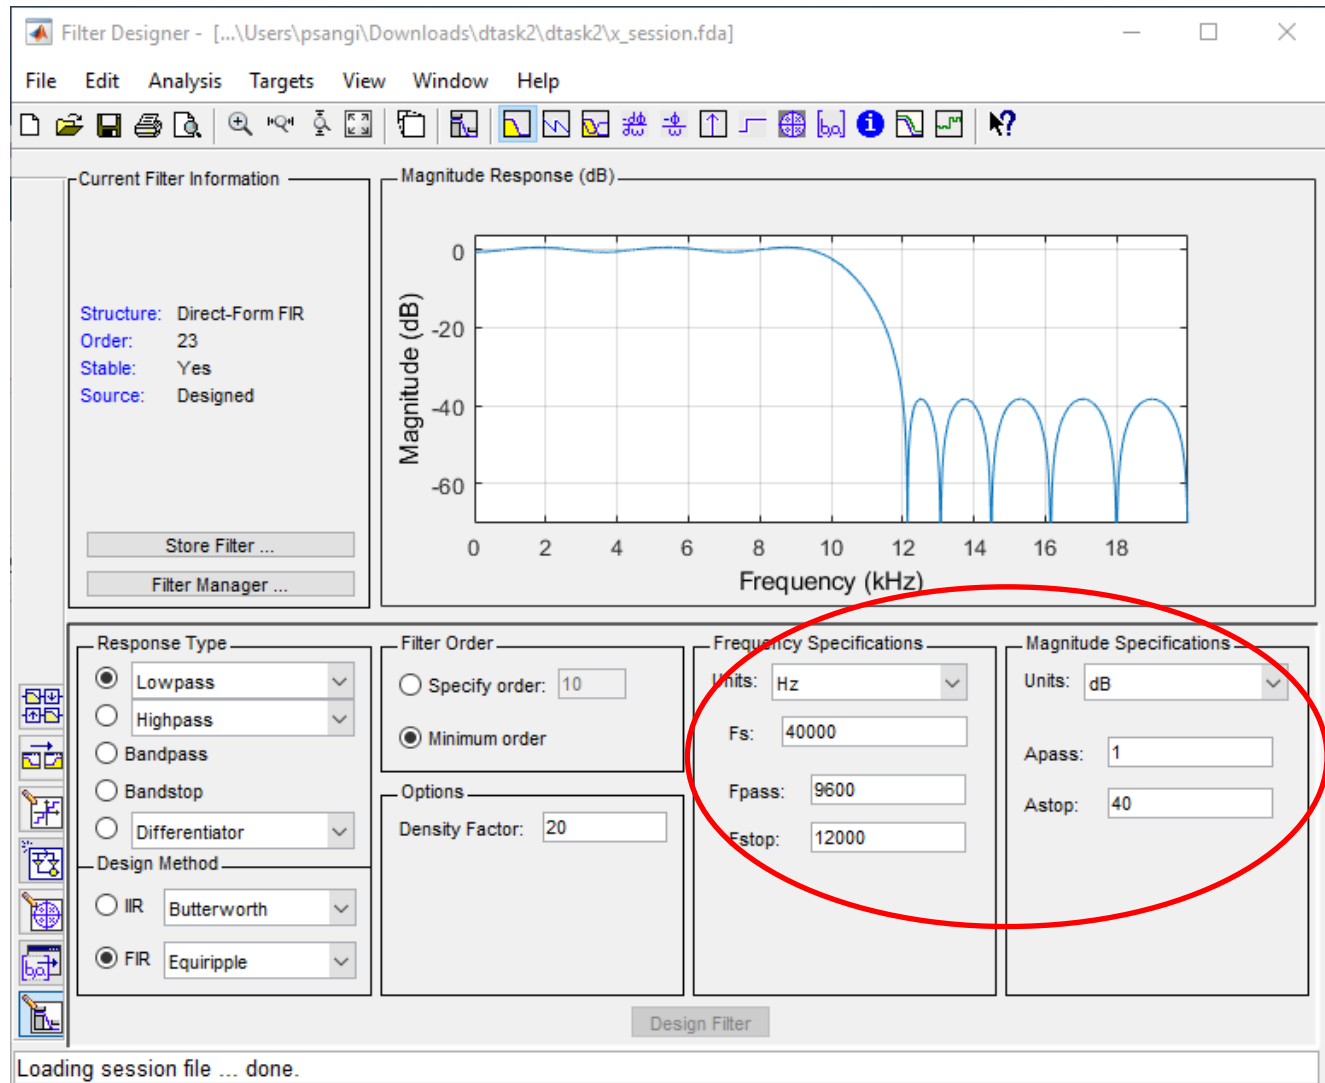 Filter Designer - [...\Users\psangi\Downloads\dtask2\dtask2\x_session.fda]
File Edit Analysis Targets View Window Help
Current Filter Information
Structure: Direct-Form FIR
Order: 23
Stable: Yes
Source: Designed
Store Filter ...
Filter Manager ...
Magnitude Response (dB)
Magnitude (dB)
0
-20
-40
-60
0 2 4 6 8 10 12 14 16 18
Frequency (kHz)
Response Type
Lowpass
Highpass
Bandpass
Bandstop
Differentiator
Design Method
IIR Butterworth
FIR Equiripple
Filter Order
Specify order: 10
Minimum order
Options
Density Factor: 20
Frequency Specifications
Units: Hz
Fs: 40000
Fpass: 9600
Fstop: 12000
Magnitude Specifications
Units: dB
Apass: 1
Astop: 40
Design Filter
Loading session file ... done.